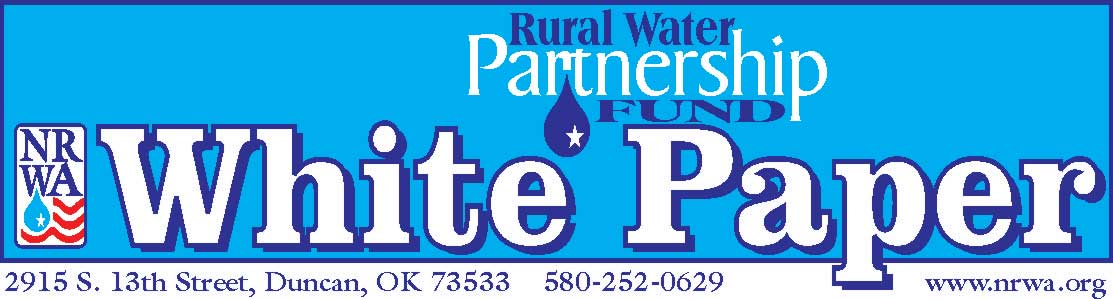 Rural Water
Partnership
FUND
NR
WA
White Paper
2915 S. 13th Street, Duncan, OK 73533 580-252-0629 www.nrwa.org